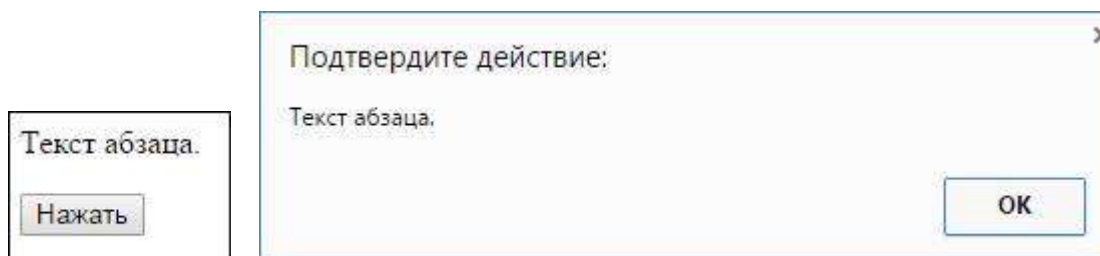 Текст абзаца.
Нажать
Подтвердите действие:
Текст абзаца.
OK